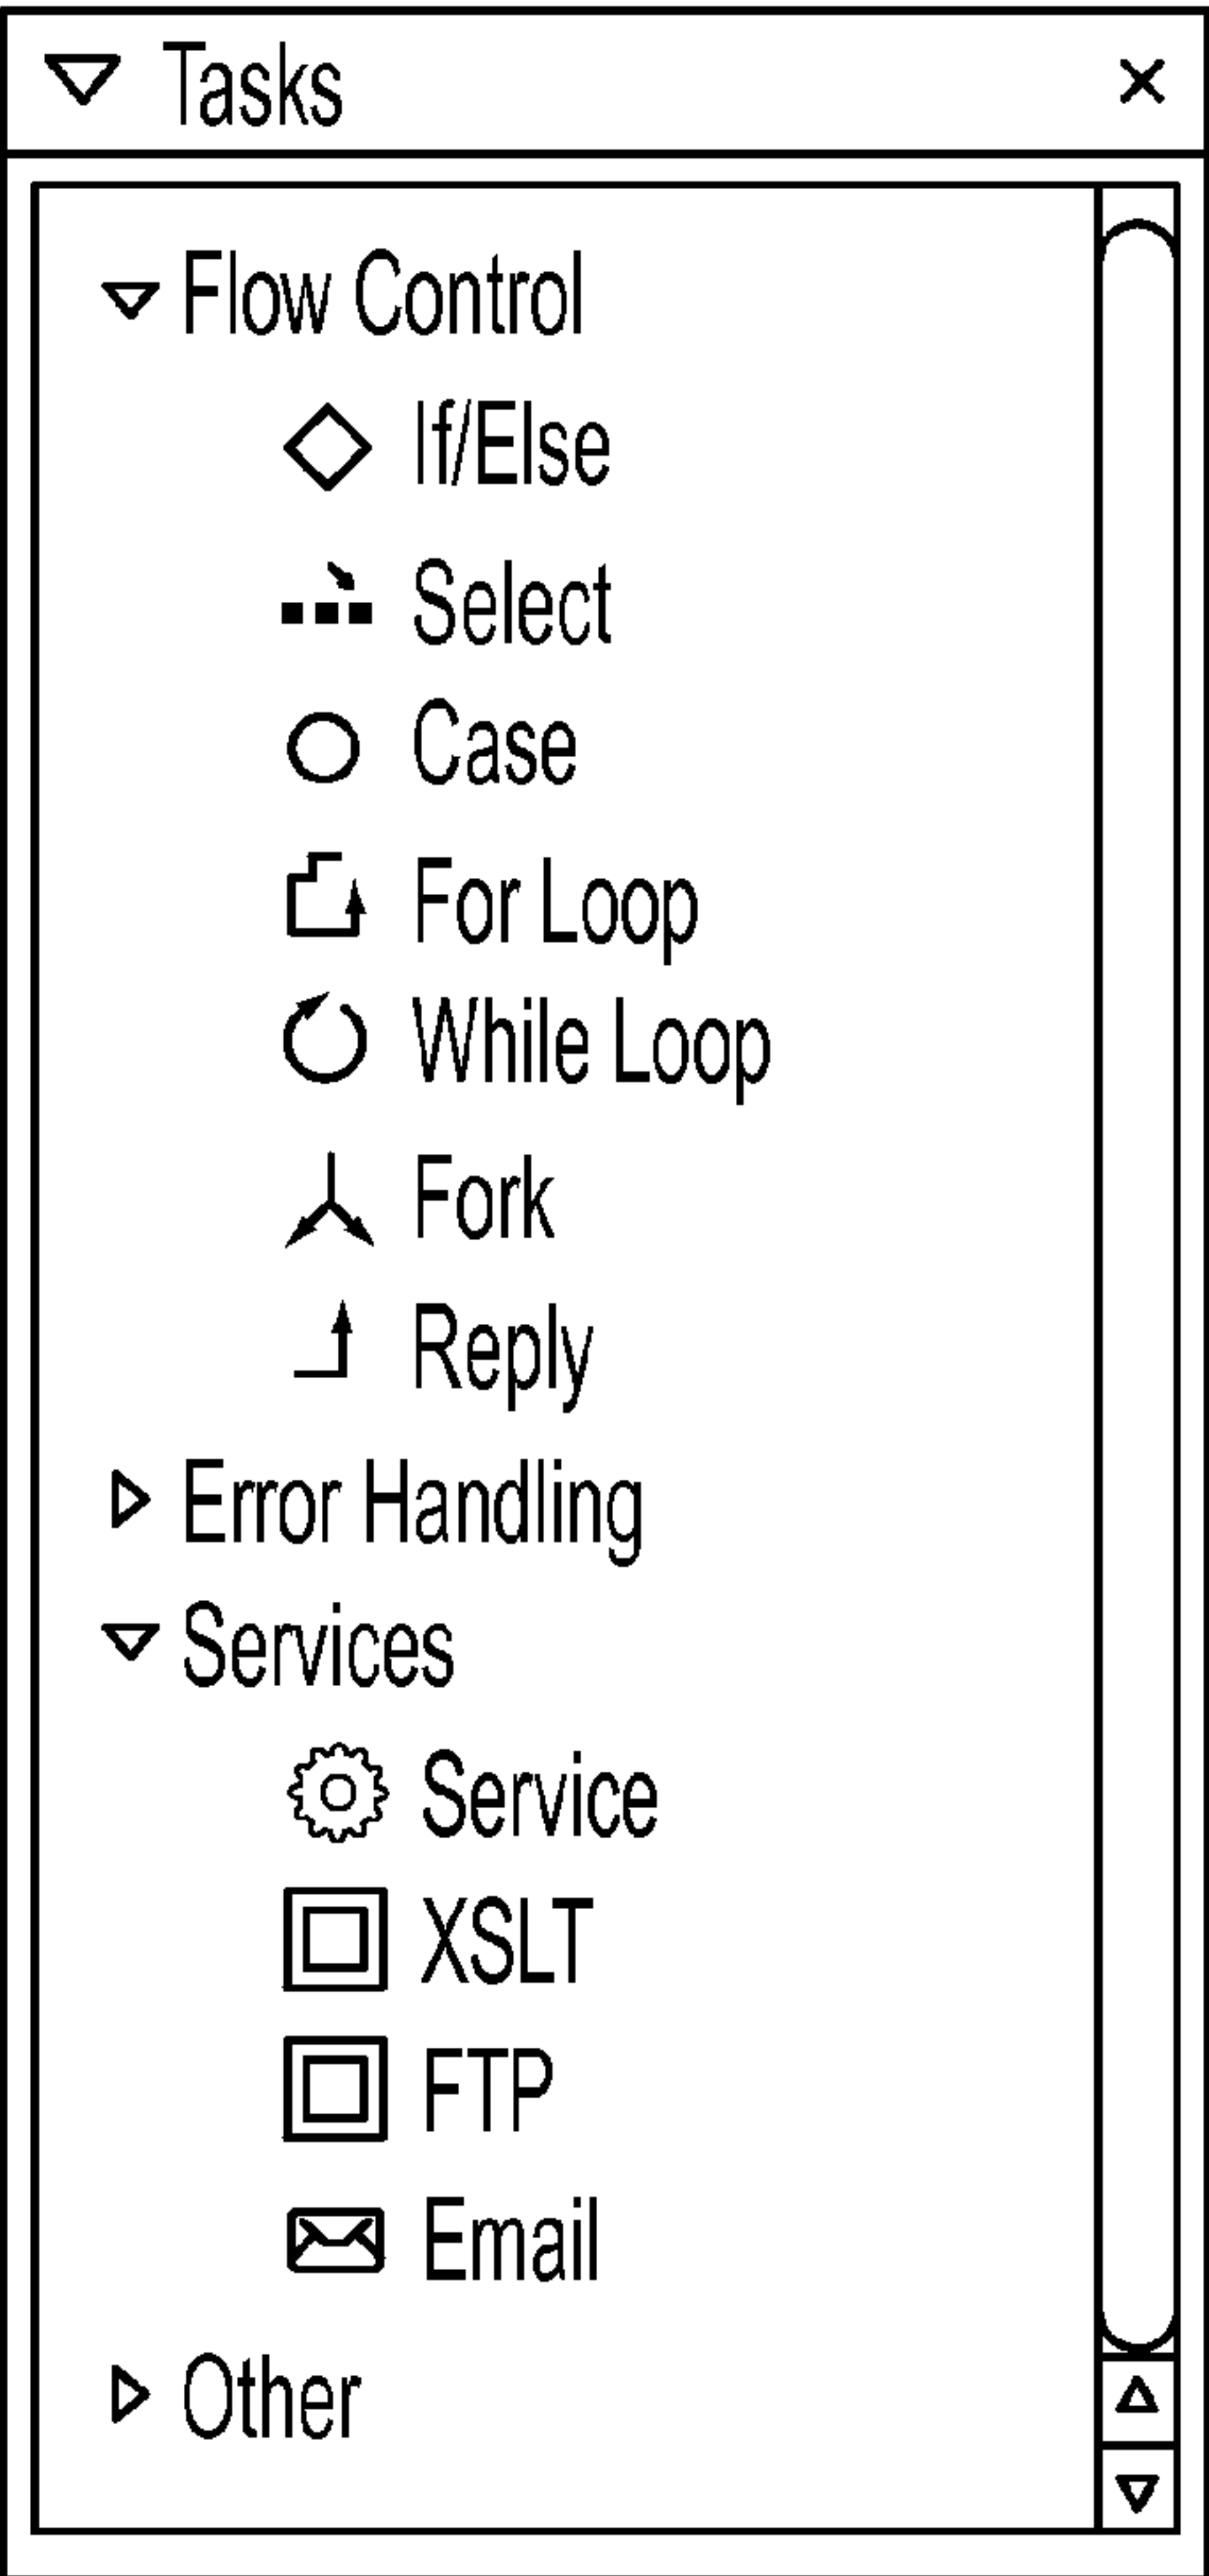 Tasks
Flow Control
If/Else
Select
Case
For Loop
While Loop
Fork
Reply
Error Handling
Services
Service
XSLT
FTP
Email
Other